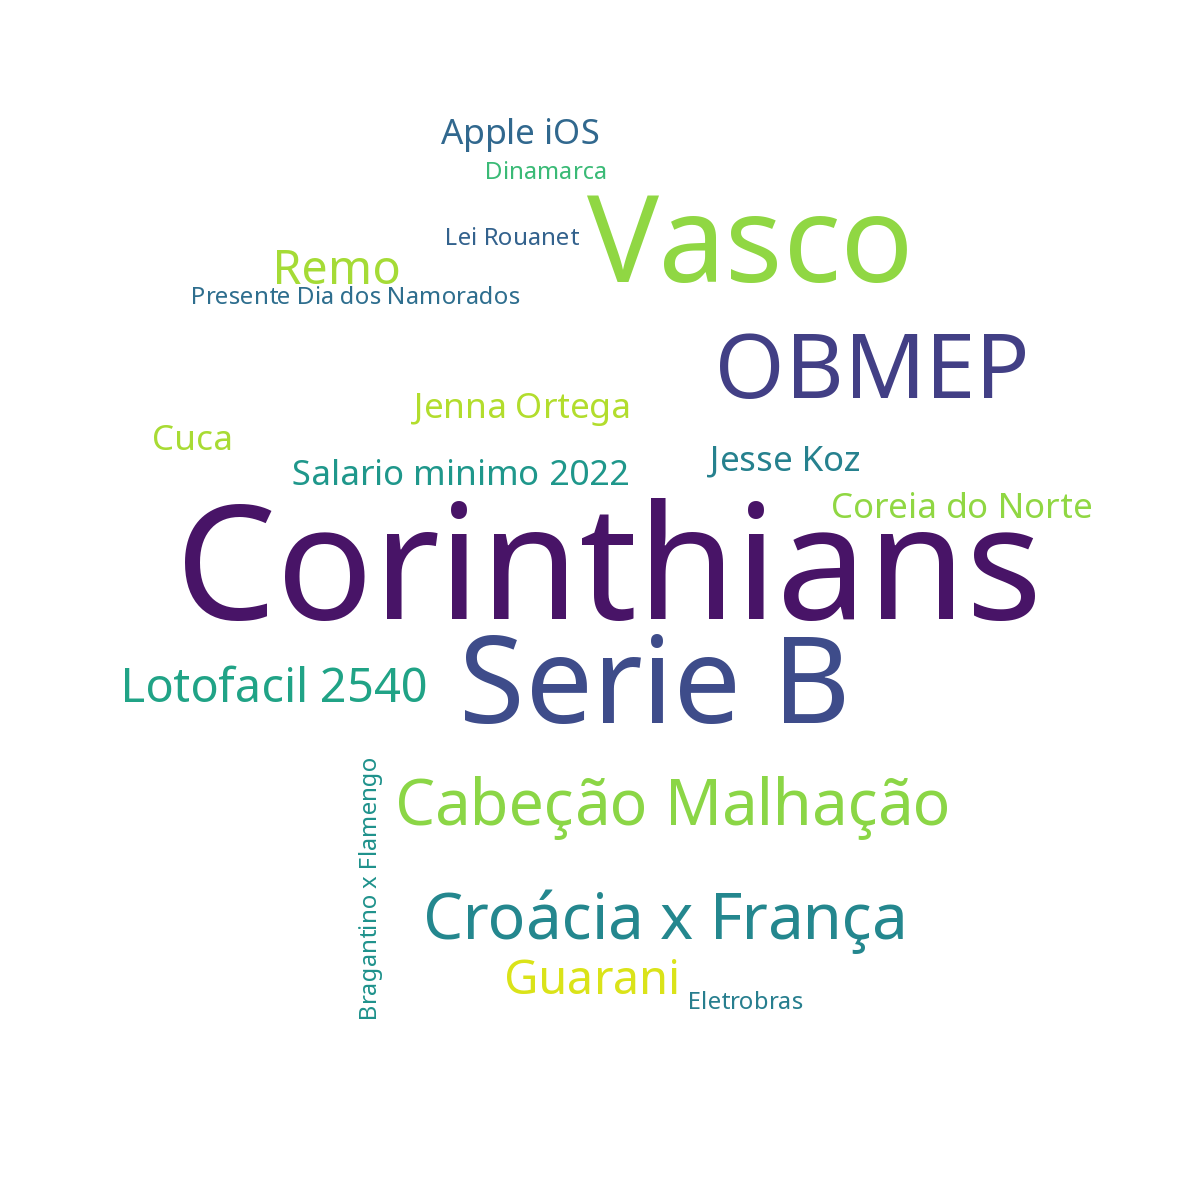 Apple iOS
Dinamarca
Vasco
Lei Rouanet
Remo
Presente Dia dos Namorados
OBMEP
Jenna Ortega
Cuca
Jesse Koz
Salario minimo 2022
Coreia do Norte
Corinthians
Serie B
Lotofacil 2540
Cabeção Malhação
Bragantino x Flamengo
Croácia x França
Guarani
Eletrobras